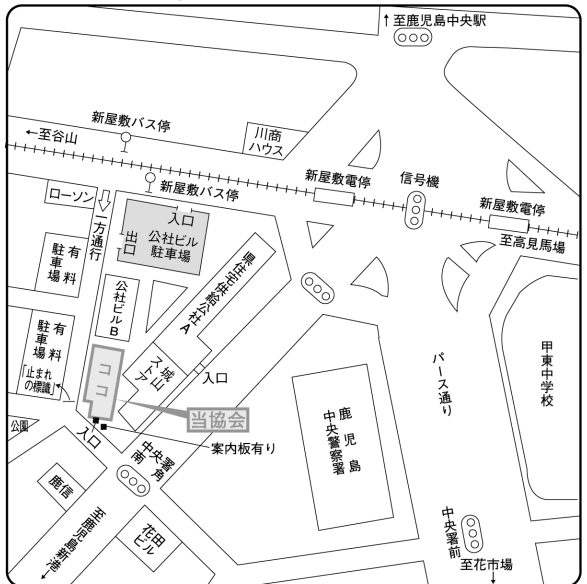 ↑至鹿児島中央駅
新屋敷バス停
川商
ハウス
←至谷山
新屋敷電停
信号機
新屋敷電停
至高見馬場
ローソン
新屋敷バス停
一方通行
入口
出口
公社ビル
駐車場
有料
駐車場
公社ビルB
県住宅供給公社A
有料
駐車場
「止まれ
の標識」
ココ
城山
ストア
入口
当協会
公園
入口
案内板有り
中央署
南角
鹿児島
中央警察署
パース通り
甲東中学校
鹿信
花田
ビル
至鹿児島新港
中央署前
至花市場